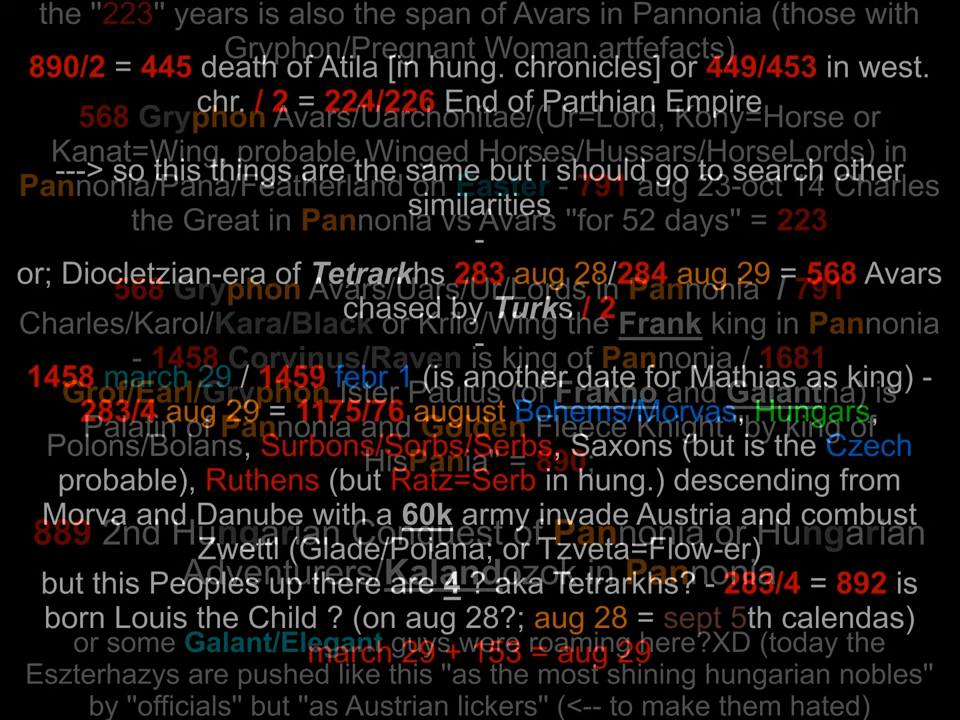 the "223" years is also the span of Avars in Pannonia (those with
Gryphon/Pregnant Woman artfefacts)
890/2 = 445 death of Atila [in hung. chronicles] or 449/453 in west.
chr. / 2 = 224/226 End of Parthian Empire
568 Gryphon Avars/Uarchonitae/(Ur=Lord, Kony=Horse or
Kanat=Wing, probable Winged Horses/Hussars/HorseLords) in
---> so this things are the same but i should go to search other
similarities
Pannonia/Pana/Featherland on Easter - 791 aug 23-oct 14 Charles
the Great in Pannonia vs Avars "for 52 days" = 223
-
or; Diocletzian-era of Tetrarkhs 283 aug 28/284 aug 29 = 568 Avars
chased by Turks / 2
568 Gryphon Avars/Uars/Ur/Lords in Pannonia / 791
Charles/Karol/Kara/Black or Krilo/Wing the Frank king in Pannonia
-
- 1458 Corvinus/Raven is king of Pannonia / 1681
1458 march 29 / 1459 febr 1 (is another date for Mathias as king) -
Grof/Earl/Gryphon Ister Paulus of Frakno and Galantha) is
283/4 aug 29 = 1175/76 august Bohems/Morvas, Hungars,
Palatin of Pannonia and Golden Fleece Knight "by king of
Polons/Bolans, Surbons/Sorbs/Serbs, Saxons (but is the Czech
HisPania" = 890;
probable), Ruthens (but Ratz=Serb in hung.) descending from
Morva and Danube with a 60k army invade Austria and combust
889 2nd Hungarian Conquest of Pannonia or Hungarian
Zwettl (Glade/Poiana; or Tzveta=Flow-er)
Adventurers/Kalandozok in Pannonia
but this Peoples up there are 4 ? aka Tetrarkhs? - 283/4 = 892 is
born Louis the Child ? (on aug 28?; aug 28 = sept 5th calendas)
or some Galant/Elegant guys were roaming here?XD (today the
march 29 + 153 = aug 29
Eszterhazys are pushed like this "as the most shining hungarian nobles"
by "officials" but "as Austrian lickers" (<-- to make them hated)